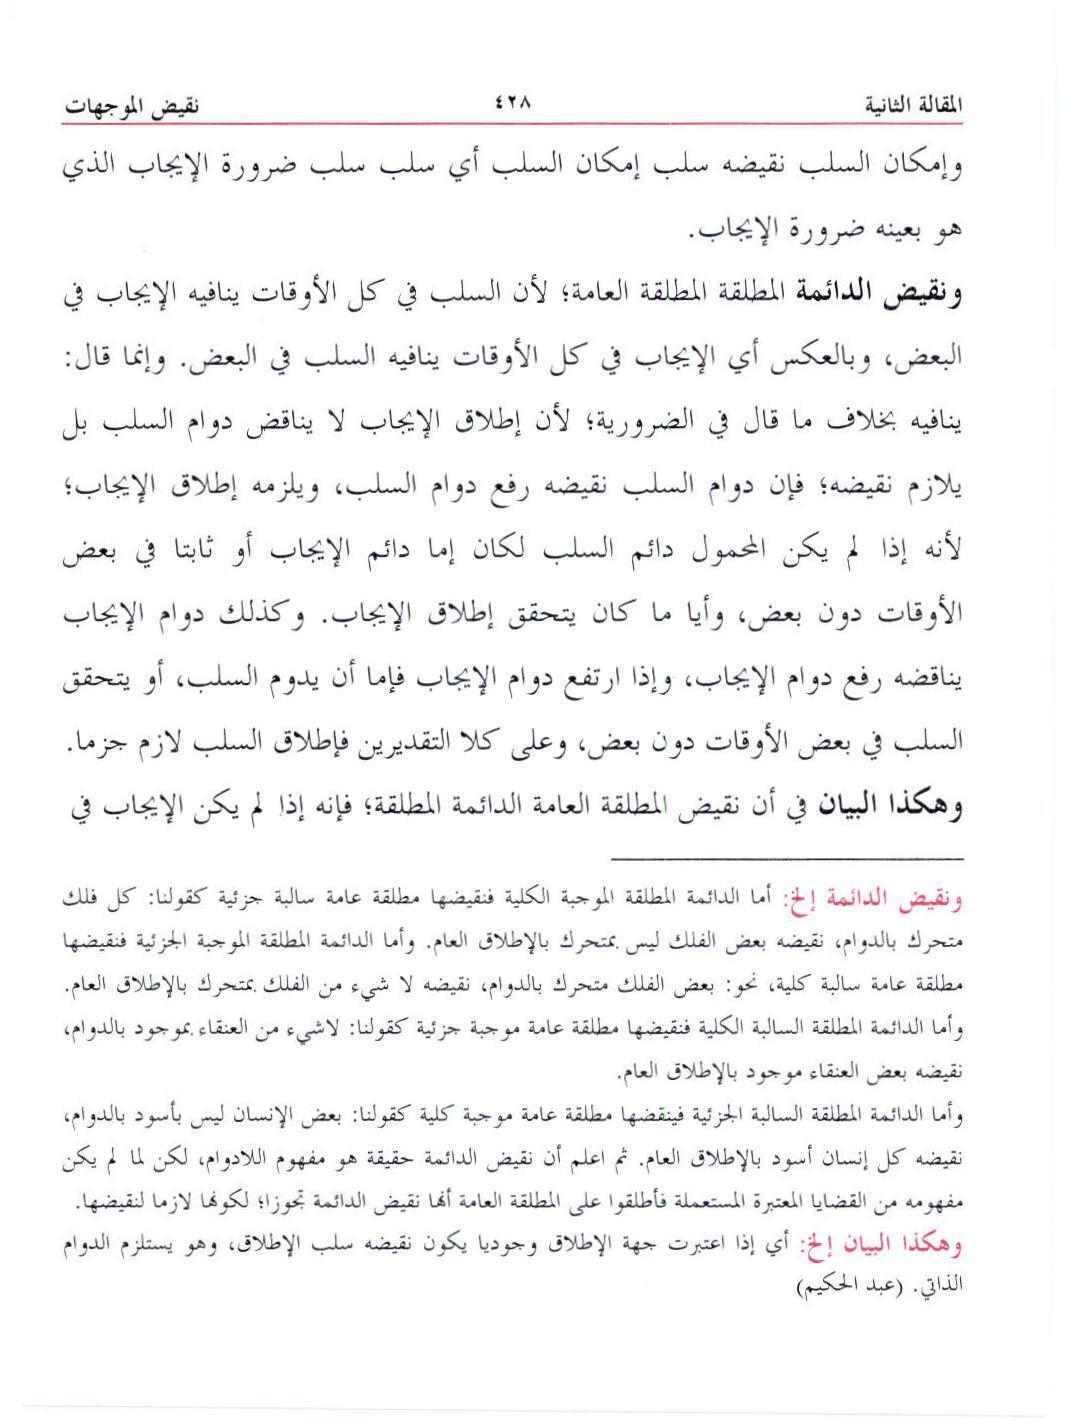 المقالة الثانية ٤٢٨ نقيض الموجهات
وإمكان السلب نقيضه سلب إمكان السلب أي سلب سلب ضرورة الإيجاب الذي
هو بعينه ضرورة الإيجاب.
ونقيض الدائمة المطلقة المطلقة العامة؛ لأن السلب في كل الأوقات ينافيه الإيجاب في
البعض، وبالعكس أي الإيجاب في كل الأوقات ينافيه السلب في البعض. وإنما قال:
ينافيه بخلاف ما قال في الضرورية؛ لأن إطلاق الإيجاب لا يناقض دوام السلب بل
يلازم نقيضه؛ فإن دوام السلب نقيضه رفع دوام السلب، ويلزمه إطلاق الإيجاب؛
لأنه إذا لم يكن المحمول دائم السلب لكان إما دائم الإيجاب أو ثابتا في بعض
الأوقات دون بعض، وأيا ما كان يتحقق إطلاق الإيجاب. وكذلك دوام الإيجاب
يناقضه رفع دوام الإيجاب، وإذا ارتفع دوام الإيجاب فإما أن يدوم السلب، أو يتحقق
السلب في بعض الأوقات دون بعض، وعلى كلا التقديرين فإطلاق السلب لازم جزما.
وهكذا البيان في أن نقيض المطلقة العامة الدائمة المطلقة؛ فإنه إذا لم يكن الإيجاب في
ونقيض الدائمة إلخ: أما الدائمة المطلقة الموجبة الكلية فنقيضها مطلقة عامة سالبة جزئية كقولنا: كل فلك
متحرك بالدوام، نقيضه بعض الفلك ليس بمتحرك بالإطلاق العام. وأما الدائمة المطلقة الموجبة الجزئية فنقيضها
مطلقة عامة سالبة كلية، نحو: بعض الفلك متحرك بالدوام، نقيضه لا شيء من الفلك بمتحرك بالإطلاق العام.
وأما الدائمة المطلقة السالبة الكلية فنقيضها مطلقة عامة موجبة جزئية كقولنا: لاشيء من العنقاء بموجود بالدوام،
نقيضه بعض العنقاء موجود بالإطلاق العام.
وأما الدائمة المطلقة السالبة الجزئية فينقضها مطلقة عامة موجبة كلية كقولنا: بعض الإنسان ليس بأسود بالدوام،
نقيضه كل إنسان أسود بالإطلاق العام. ثم اعلم أن نقيض الدائمة حقيقة هو مفهوم اللادوام، لكن لما لم يكن
مفهومه من القضايا المعتبرة المستعملة فأطلقوا على المطلقة العامة أنها نقيض الدائمة تجوزا؛ لكونها لازما لنقيضها.
وهكذا البيان إلخ: أي إذا اعتبرت جهة الإطلاق وجوديا يكون نقيضه سلب الإطلاق، وهو يستلزم الدوام
الذاتي. (عبد الحكيم)